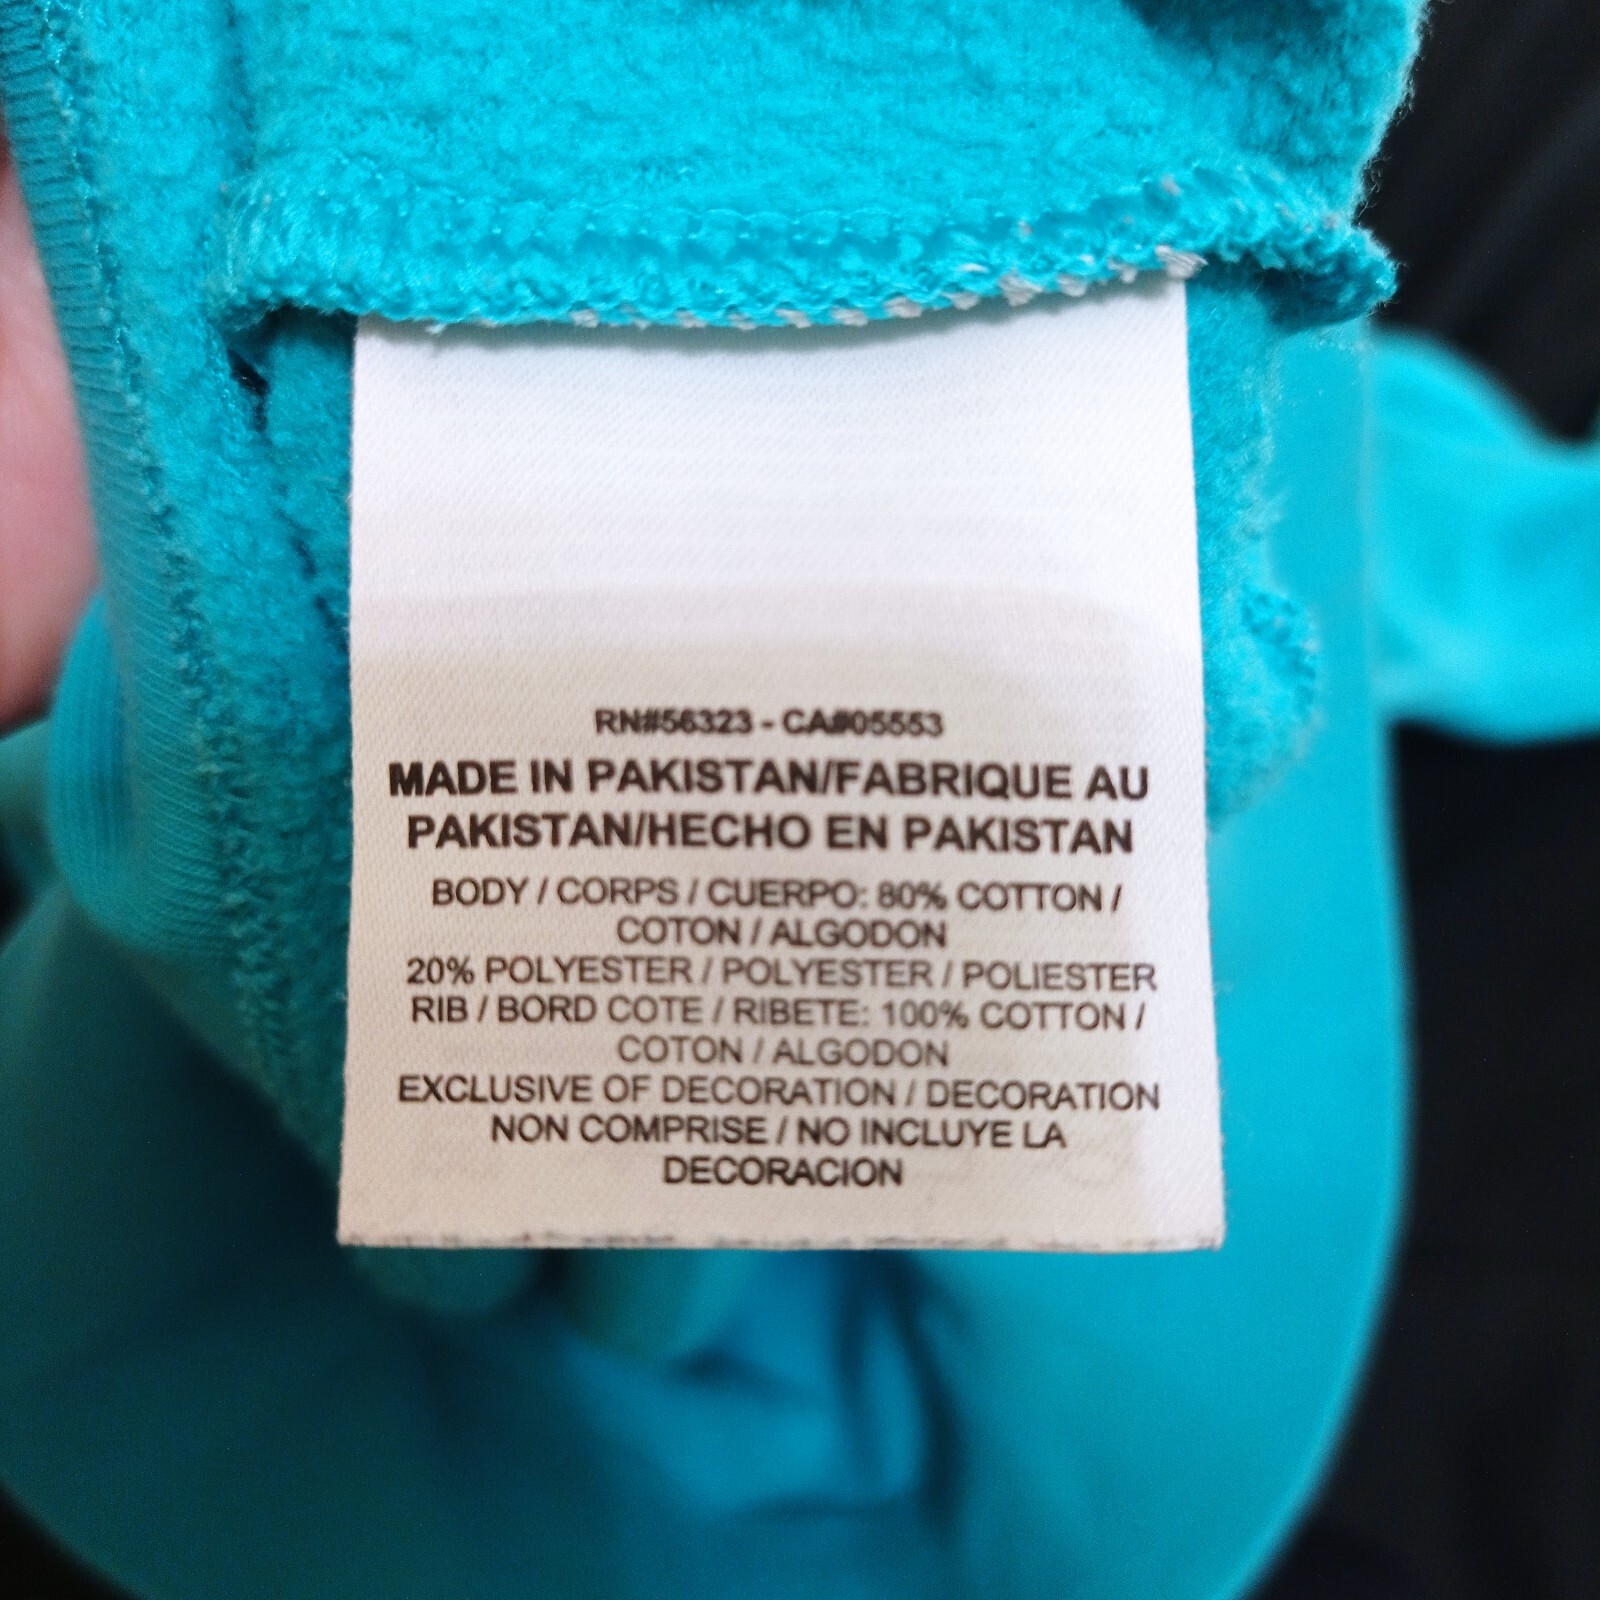 RN#56323 - CA#05553
MADE IN PAKISTAN/FABRIQUE AU
PAKISTAN/HECHO EN PAKISTAN
BODY / CORPS / CUERPO: 80% COTTON /
COTON / ALGODON
20% POLYESTER / POLYESTER / POLIESTER
RIB / BORD COTE / RIBETE: 100% COTTON /
COTON / ALGODON
EXCLUSIVE OF DECORATION / DECORATION
NON COMPRISE / NO INCLUYE LA
DECORACION